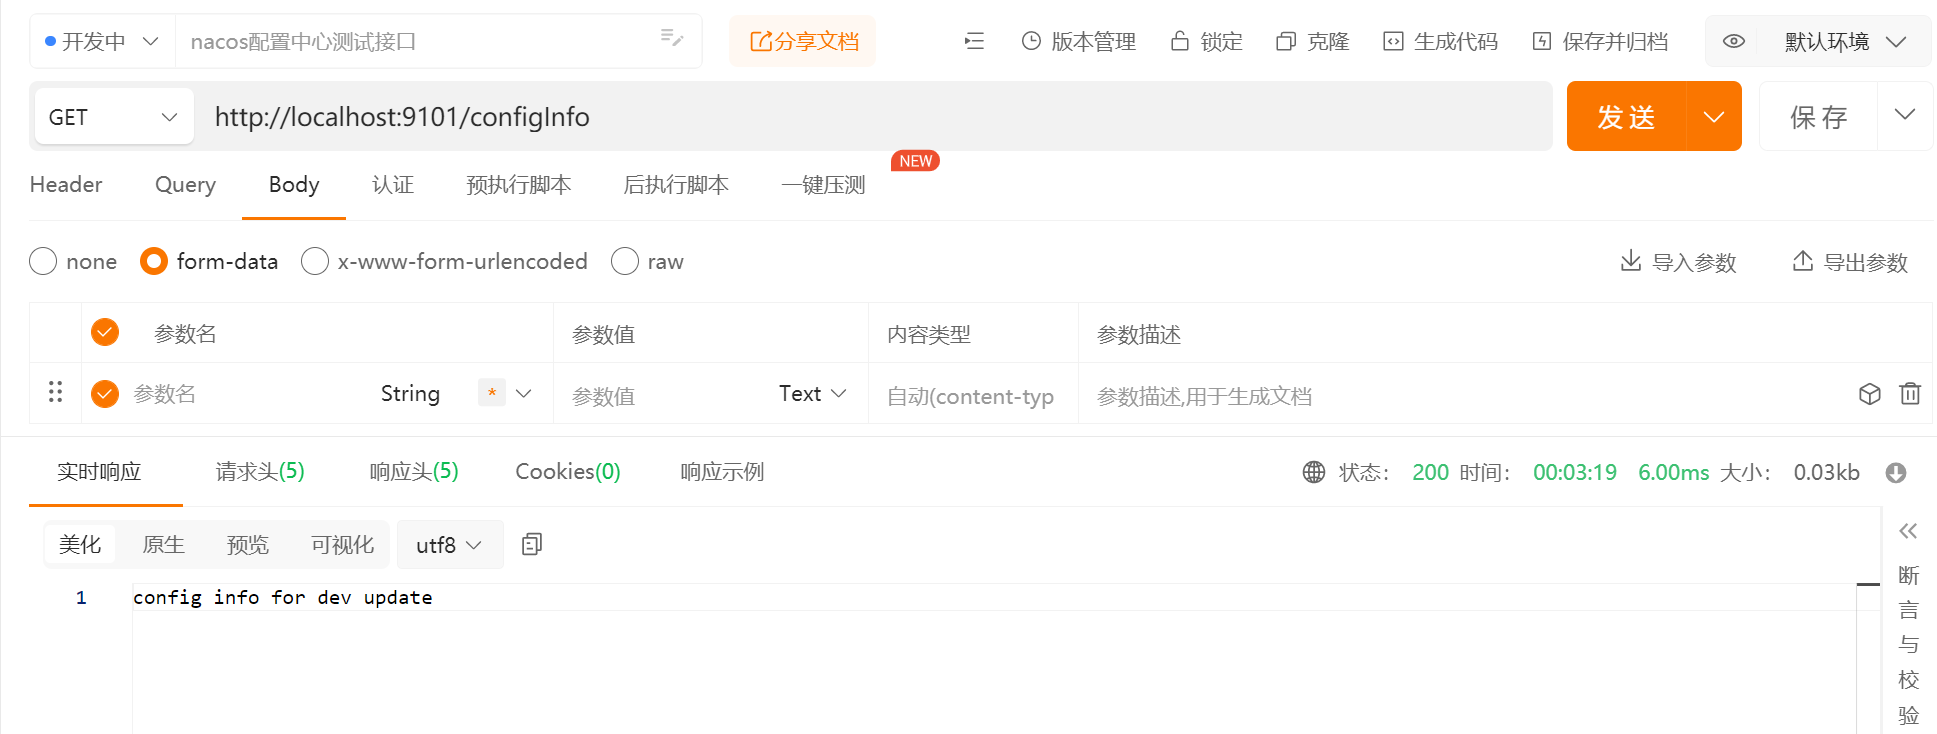 开发中 nacos配置中心测试接口 分享文档 版本管理 锁定 克隆 生成代码 保存并归档 默认环境
GET http://localhost:9101/configInfo 发送 保存
NEW
Header Query Body 认证 预执行脚本 后执行脚本 一键压测
none form-data x-www-form-urlencoded raw 导入参数 导出参数
参数名 参数值 内容类型 参数描述
参数名 String * 参数值 Text 自动(content-typ 参数描述,用于生成文档
实时响应 请求头(5) 响应头(5) Cookies(0) 响应示例 状态： 200 时间： 00:03:19 6.00ms 大小： 0.03kb
美化 原生 预览 可视化 utf8
1 config info for dev update
断
言
与
校
验